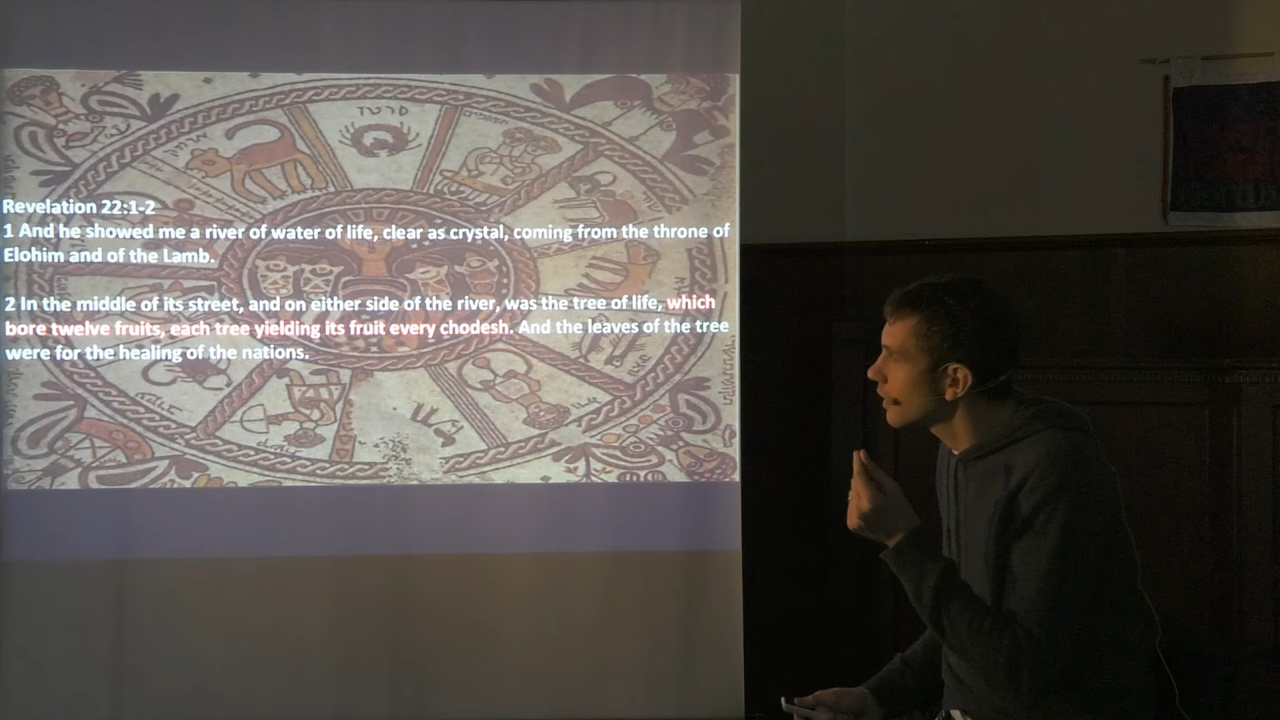 סרטן
Revelation 22:1-2
1 And he showed me a river of water of life, clear as crystal, coming from the throne of
Elohim and of the Lamb.
2 In the middle of its street, and on either side of the river, was the tree of life, which
bore twelve fruits, each tree yielding its fruit every chodesh. And the leaves of the tree
were for the healing of the nations.